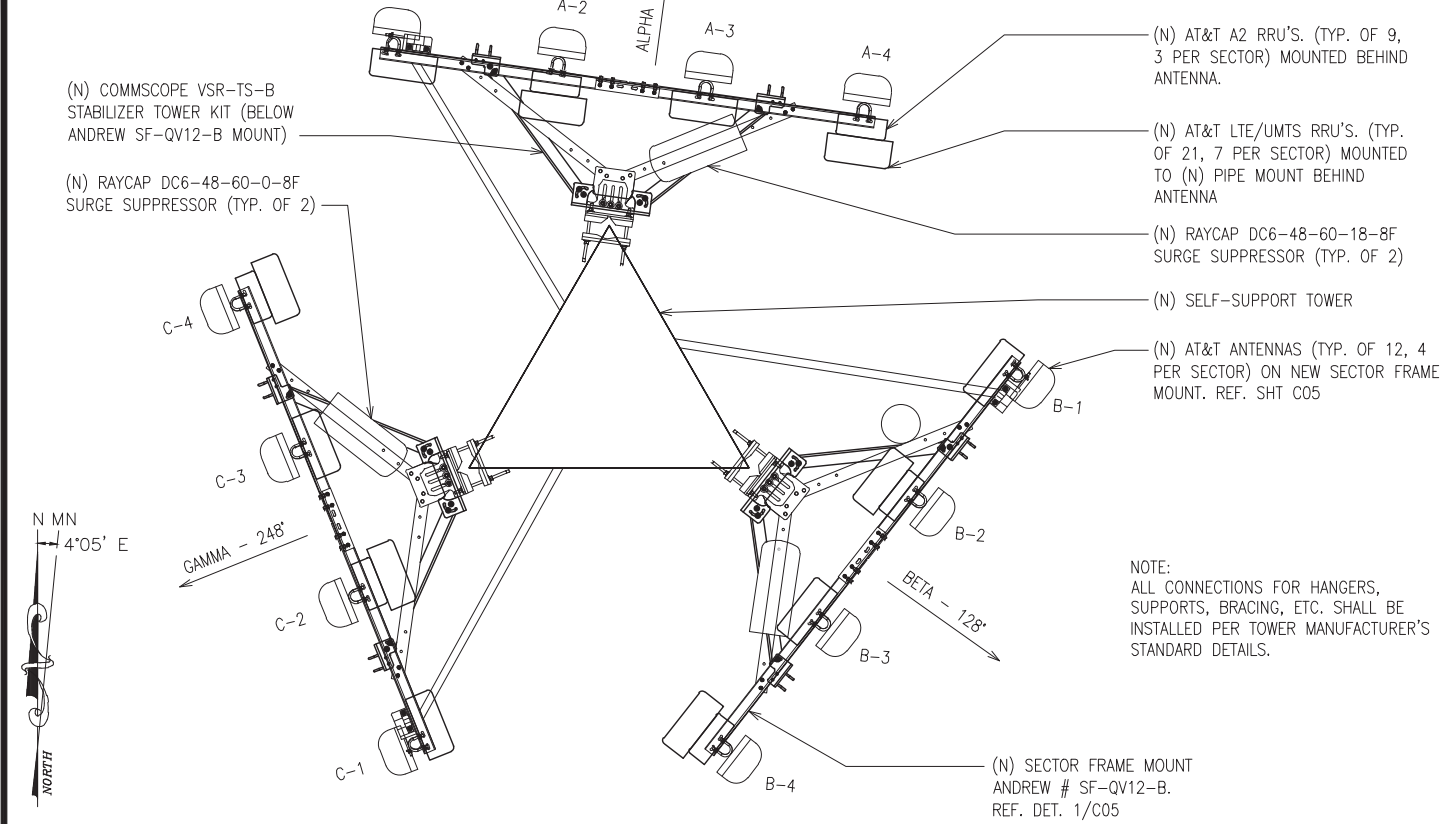 A-2
ALPHA
A-3
A-4
(N) COMMSCOPE VSR-TS-B
STABILIZER TOWER KIT (BELOW
ANDREW SF-QV12-B MOUNT)
(N) RAYCAP DC6-48-60-0-8F
SURGE SUPPRESSOR (TYP. OF 2)
(N) AT&T A2 RRU'S. (TYP. OF 9,
3 PER SECTOR) MOUNTED BEHIND
ANTENNA.
(N) AT&T LTE/UMTS RRU'S. (TYP.
OF 21, 7 PER SECTOR) MOUNTED
TO (N) PIPE MOUNT BEHIND
ANTENNA
(N) RAYCAP DC6-48-60-18-8F
SURGE SUPPRESSOR (TYP. OF 2)
(N) SELF-SUPPORT TOWER
(N) AT&T ANTENNAS (TYP. OF 12, 4
PER SECTOR) ON NEW SECTOR FRAME
MOUNT. REF. SHT C05
C-4
C-3
C-2
C-1
GAMMA - 248°
B-1
B-2
B-3
B-4
BETA - 128°
N MN
4°05' E
NORTH
NOTE:
ALL CONNECTIONS FOR HANGERS,
SUPPORTS, BRACING, ETC. SHALL BE
INSTALLED PER TOWER MANUFACTURER'S
STANDARD DETAILS.
(N) SECTOR FRAME MOUNT
ANDREW # SF-QV12-B.
REF. DET. 1/C05